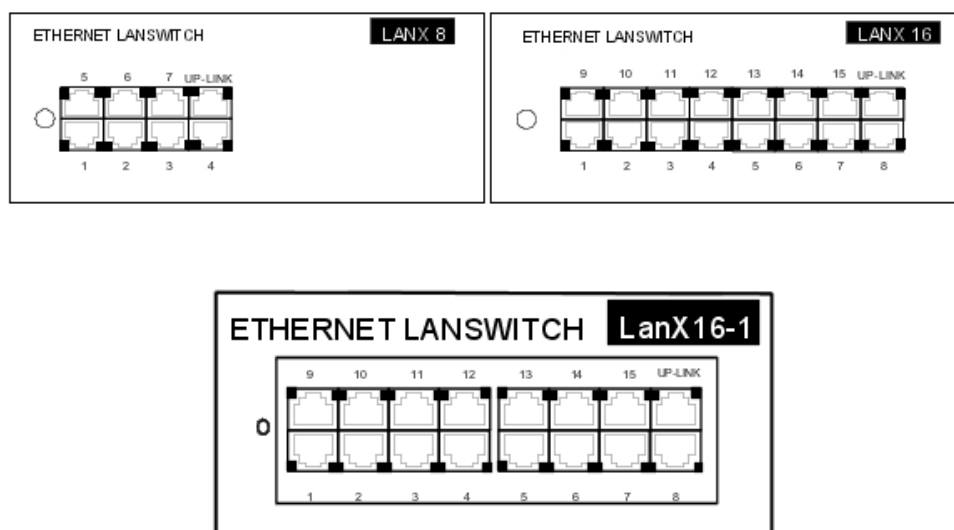 ETHERNET LANSWITCH LANX 8
5 6 7 UP-LINK
1 2 3 4
ETHERNET LANSWITCH LANX 16
9 10 11 12 13 14 15 UP-LINK
1 2 3 4 5 6 7 8
ETHERNET LANSWITCH LanX16-1
9 10 11 12 13 14 15 UP-LINK
0
1 2 3 4 5 6 7 8